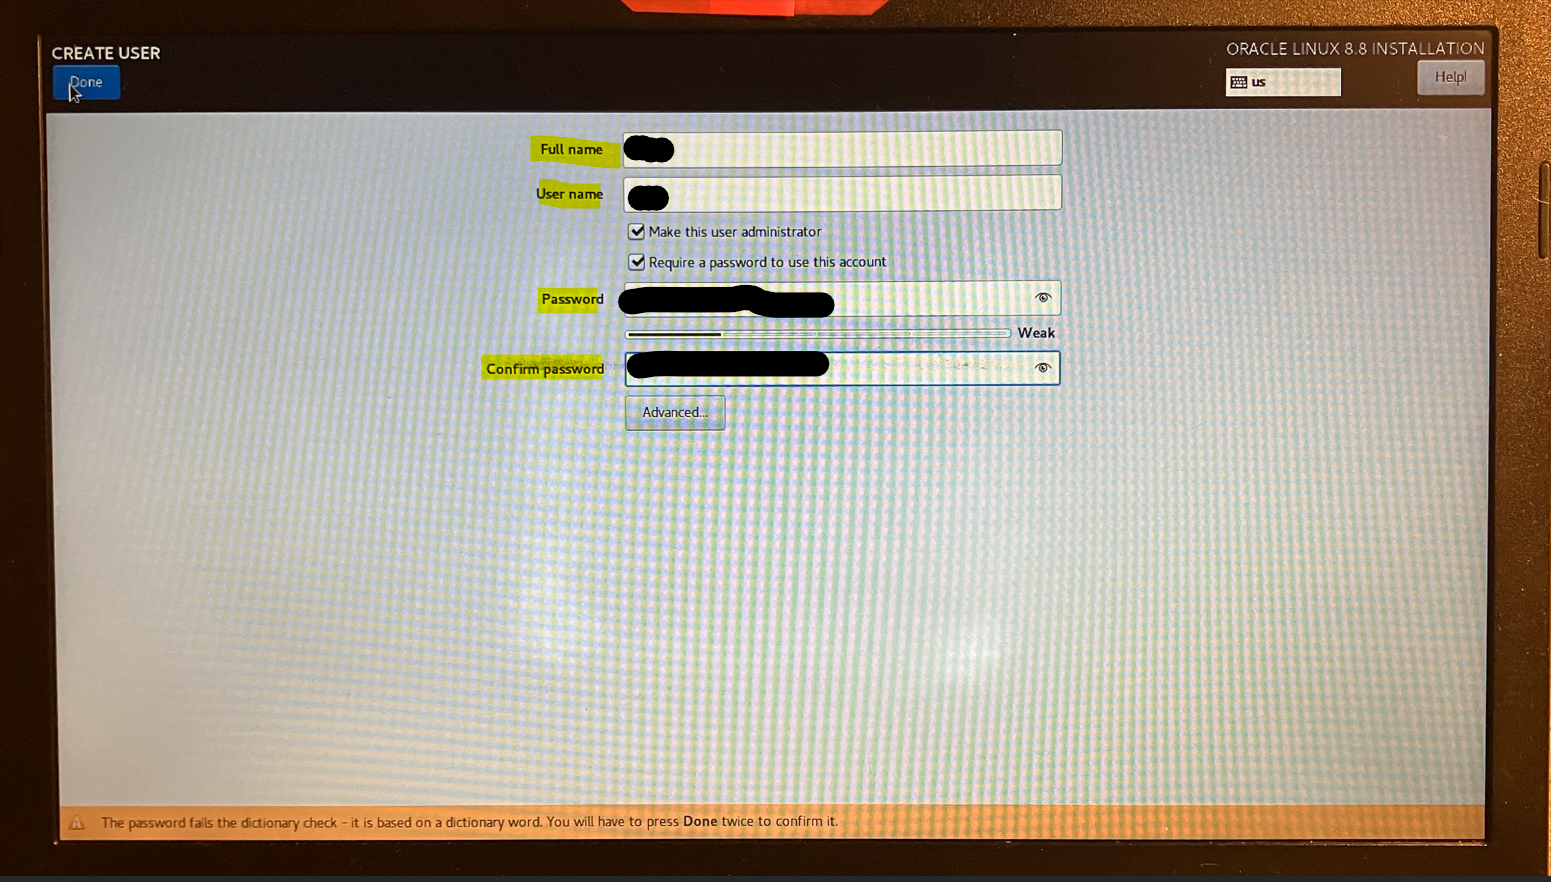 CREATE USER
ORACLE LINUX 8.8 INSTALLATION
Done
us
Help!
Full name
User name
Make this user administrator
Require a password to use this account
Password
Weak
Confirm password
Advanced...
The password fails the dictionary check - it is based on a dictionary word. You will have to press Done twice to confirm it.